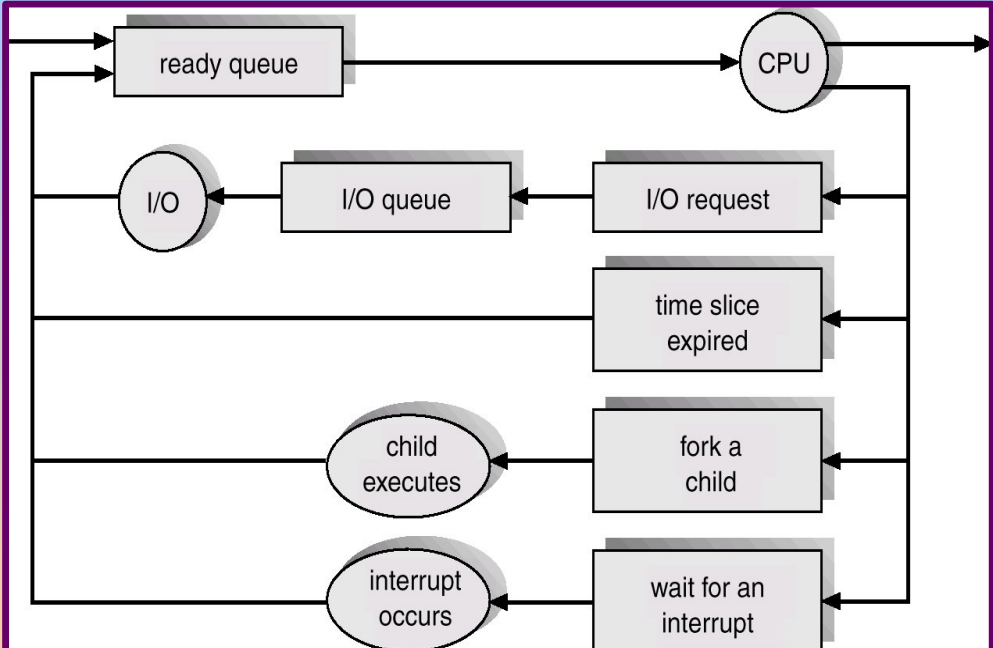 ready queue
CPU
I/O
I/O queue
I/O request
time slice
expired
child
executes
fork a
child
interrupt
occurs
wait for an
interrupt